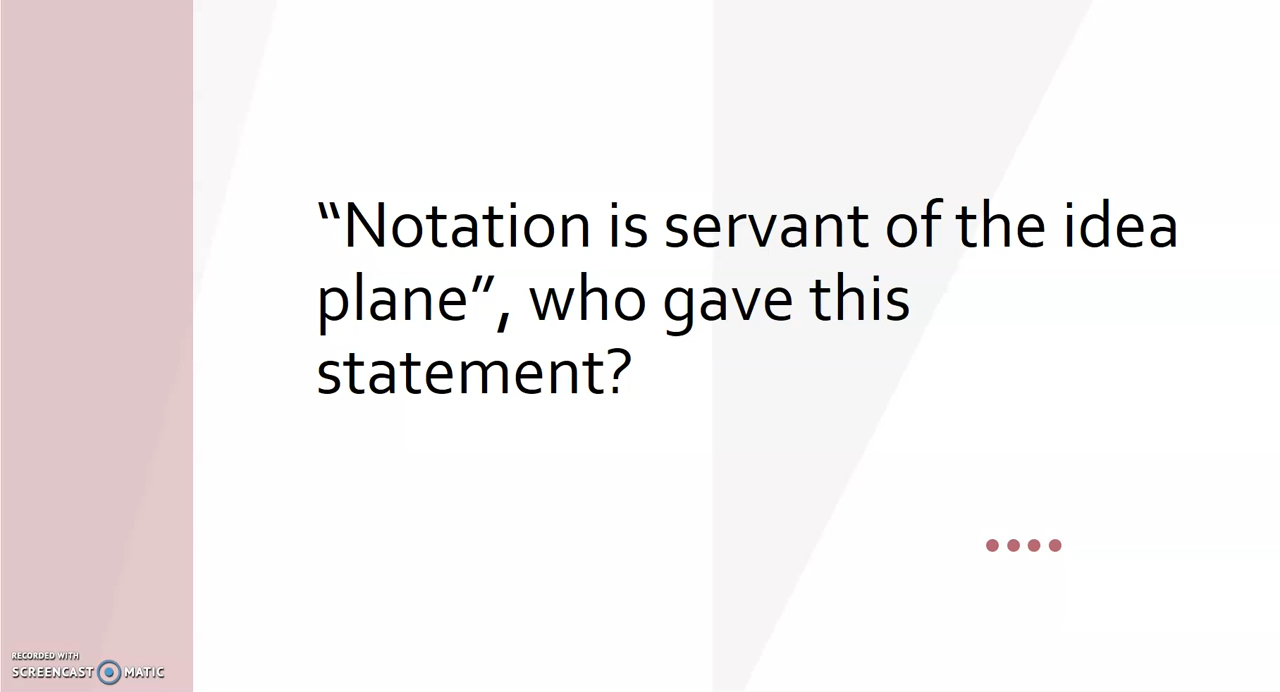 “Notation is servant of the idea
plane”, who gave this
statement?
RECORDED WITH
SCREENCAST MATIC